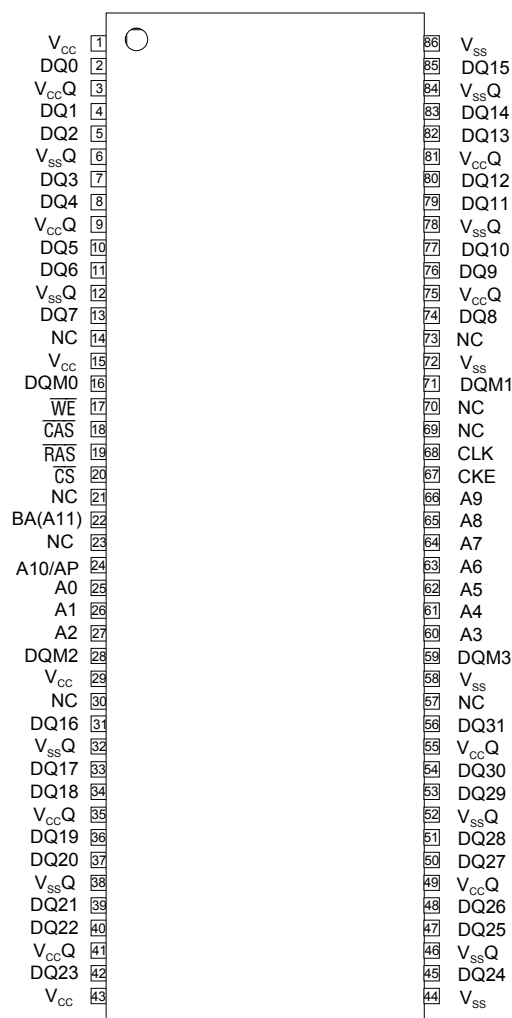 VCC 1 86 VSS
DQ0 2 85 DQ15
VCCQ 3 84 VSSQ
DQ1 4 83 DQ14
DQ2 5 82 DQ13
VSSQ 6 81 VCCQ
DQ3 7 80 DQ12
DQ4 8 79 DQ11
VCCQ 9 78 VSSQ
DQ5 10 77 DQ10
DQ6 11 76 DQ9
VSSQ 12 75 VCCQ
DQ7 13 74 DQ8
NC 14 73 NC
VCC 15 72 VSS
DQM0 16 71 DQM1
WE 17 70 NC
CAS 18 69 NC
RAS 19 68 CLK
CS 20 67 CKE
NC 21 66 A9
BA(A11) 22 65 A8
NC 23 64 A7
A10/AP 24 63 A6
A0 25 62 A5
A1 26 61 A4
A2 27 60 A3
DQM2 28 59 DQM3
VCC 29 58 VSS
NC 30 57 NC
DQ16 31 56 DQ31
VSSQ 32 55 VCCQ
DQ17 33 54 DQ30
DQ18 34 53 DQ29
VCCQ 35 52 VSSQ
DQ19 36 51 DQ28
DQ20 37 50 DQ27
VSSQ 38 49 VCCQ
DQ21 39 48 DQ26
DQ22 40 47 DQ25
VCCQ 41 46 VSSQ
DQ23 42 45 DQ24
VCC 43 44 VSS